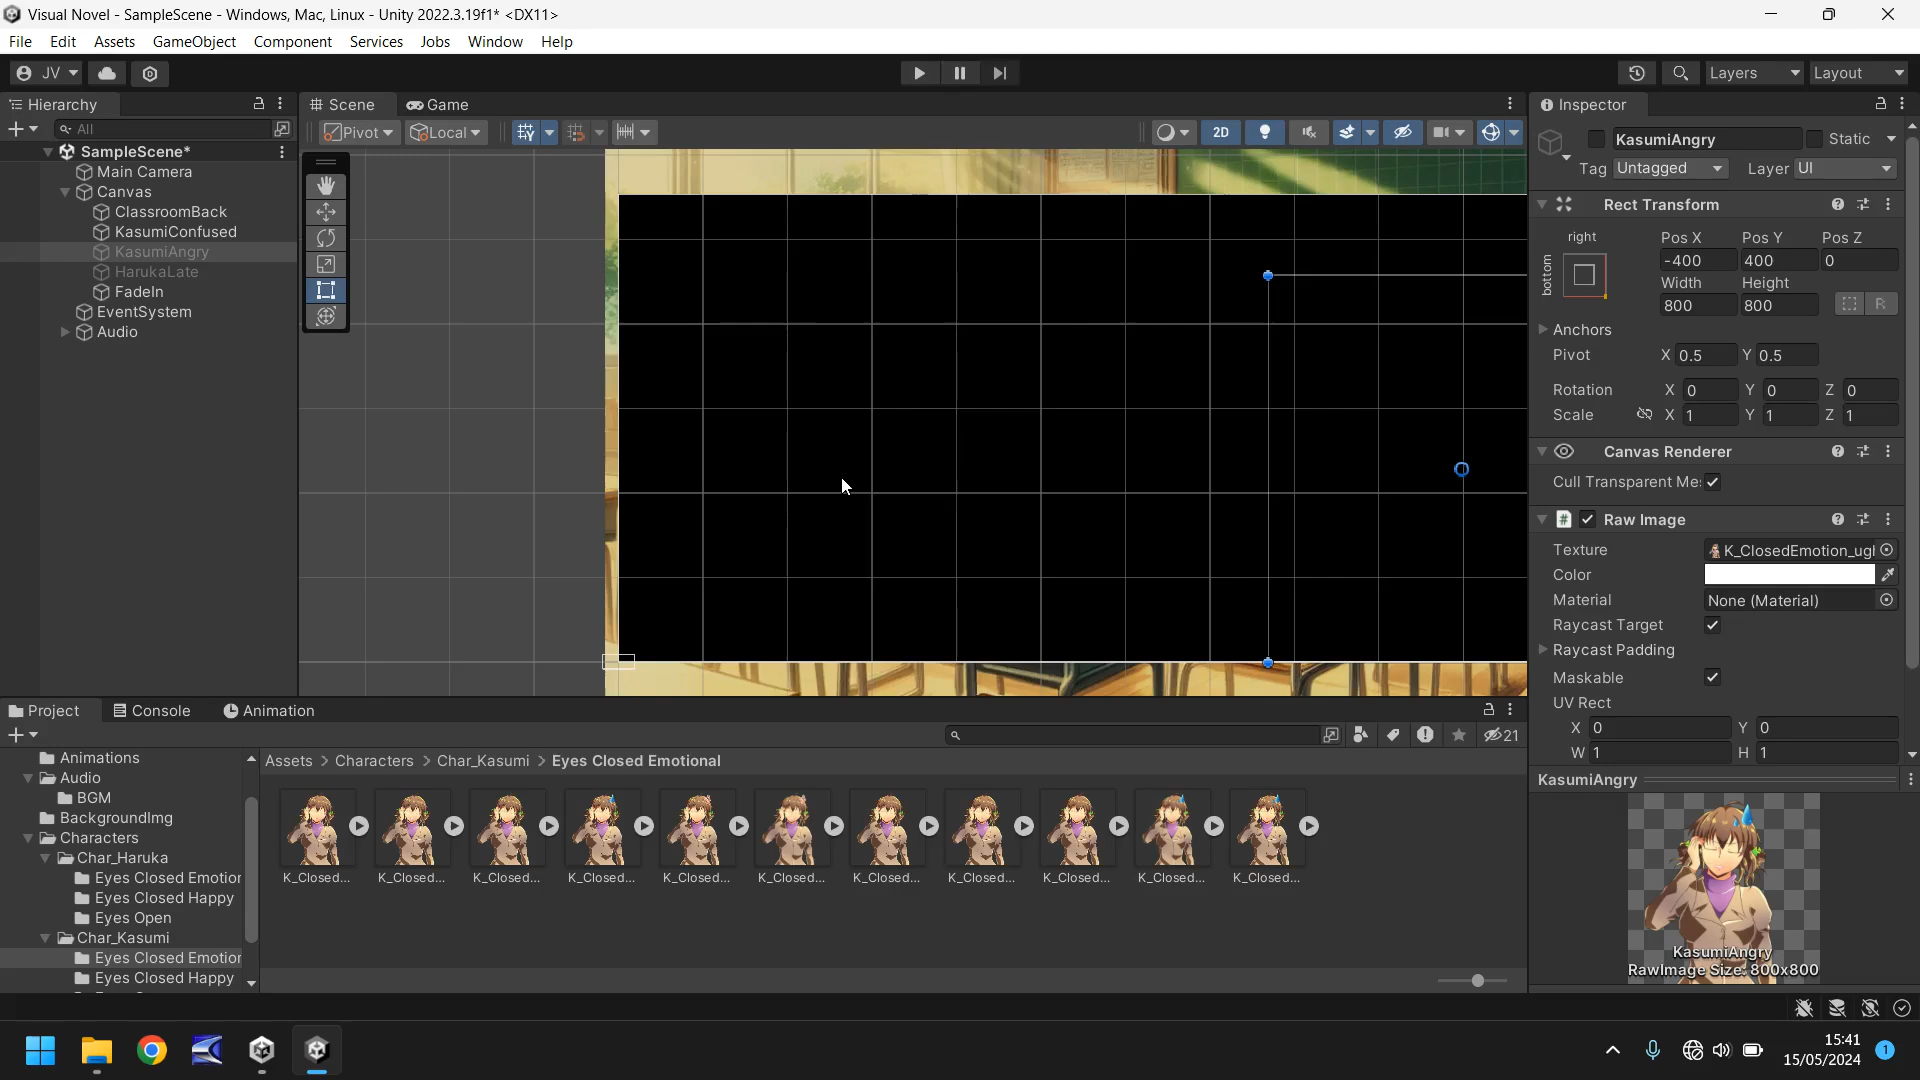 Visual Novel - SampleScene - Windows, Mac, Linux - Unity 2022.3.19f1* <DX11>
File Edit Assets GameObject Component Services Jobs Window Help
JV Layers Layout
Hierarchy
All
SampleScene*
Main Camera
Canvas
ClassroomBack
KasumiConfused
KasumiAngry
HarukaLate
FadeIn
EventSystem
Audio
Scene Game
Pivot Local 2D
Inspector
KasumiAngry Static
Tag Untagged Layer UI
Rect Transform
right
bottom
Pos X Pos Y Pos Z
-400 400 0
Width Height
800 800 R
Anchors
Pivot X 0.5 Y 0.5
Rotation X 0 Y 0 Z 0
Scale X 1 Y 1 Z 1
Canvas Renderer
Cull Transparent Me:
# Raw Image
Texture K_ClosedEmotion_ugl
Color
Material None (Material)
Raycast Target
Raycast Padding
Maskable
UV Rect
X 0 Y 0
W 1 H 1
KasumiAngry
KasumiAngry
RawImage Size: 800x800
Project Console Animation
21
Animations
Audio
BGM
BackgroundImg
Characters
Char_Haruka
Eyes Closed Emotior
Eyes Closed Happy
Eyes Open
Char_Kasumi
Eyes Closed Emotior
Eyes Closed Happy
Assets > Characters > Char_Kasumi > Eyes Closed Emotional
K_Closed... K_Closed... K_Closed... K_Closed... K_Closed... K_Closed... K_Closed... K_Closed... K_Closed... K_Closed... K_Closed...
15:41
15/05/2024
1